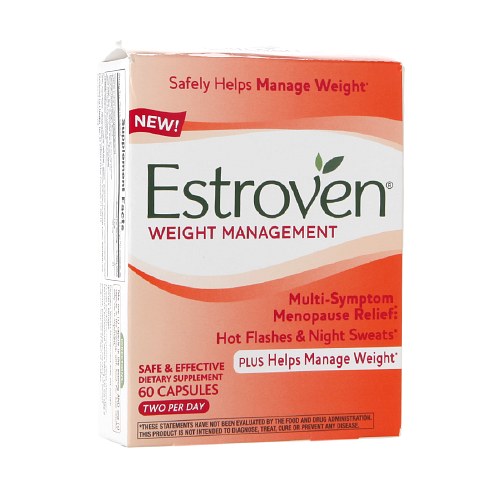 Safely Helps Manage Weight*
NEW!
Estroven®
WEIGHT MANAGEMENT
Multi-Symptom
Menopause Relief:
Hot Flashes & Night Sweats*
PLUS Helps Manage Weight*
SAFE & EFFECTIVE
DIETARY SUPPLEMENT
60 CAPSULES
TWO PER DAY
*THESE STATEMENTS HAVE NOT BEEN EVALUATED BY THE FOOD AND DRUG ADMINISTRATION.
THIS PRODUCT IS NOT INTENDED TO DIAGNOSE, TREAT, CURE OR PREVENT ANY DISEASE.
Supplement Facts